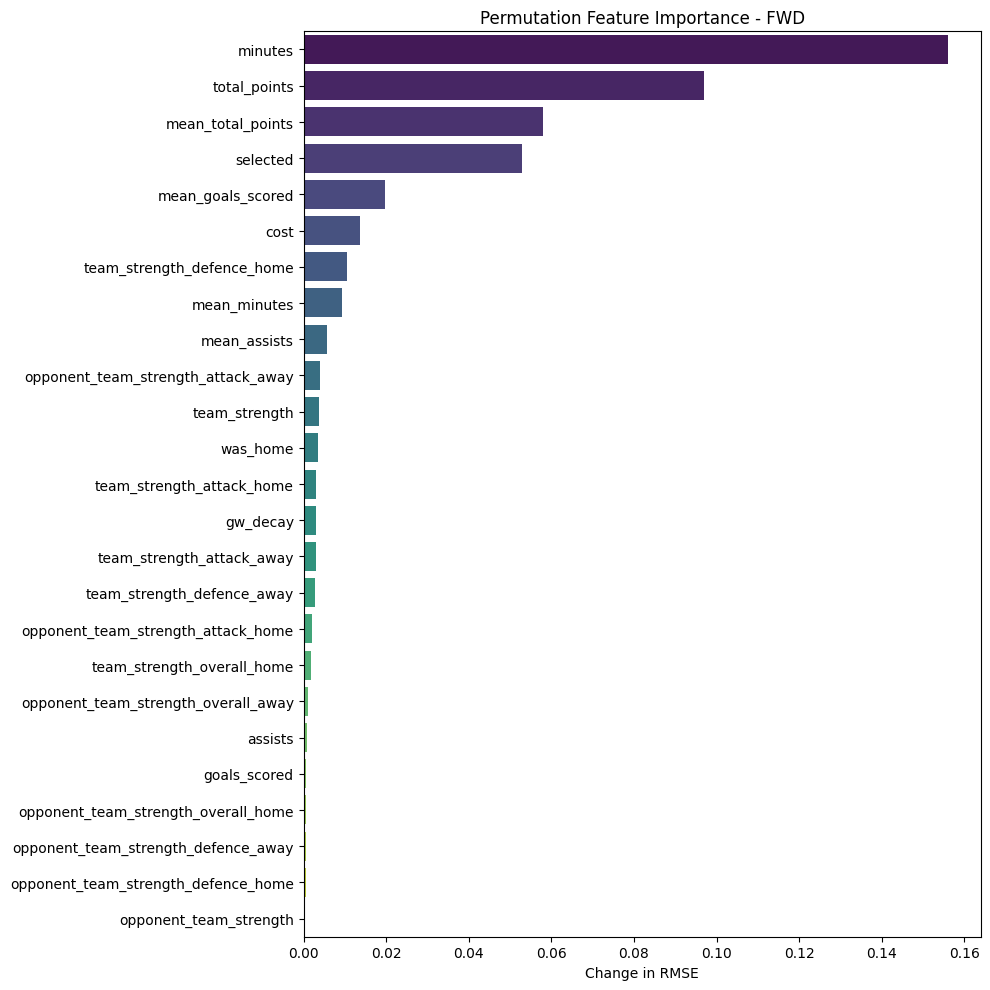 Permutation Feature Importance - FWD
minutes
total_points
mean_total_points
selected
mean_goals_scored
cost
team_strength_defence_home
mean_minutes
mean_assists
opponent_team_strength_attack_away
team_strength
was_home
team_strength_attack_home
gw_decay
team_strength_attack_away
team_strength_defence_away
opponent_team_strength_attack_home
team_strength_overall_home
opponent_team_strength_overall_away
assists
goals_scored
opponent_team_strength_overall_home
opponent_team_strength_defence_away
opponent_team_strength_defence_home
opponent_team_strength
0.00 0.02 0.04 0.06 0.08 0.10 0.12 0.14 0.16
Change in RMSE